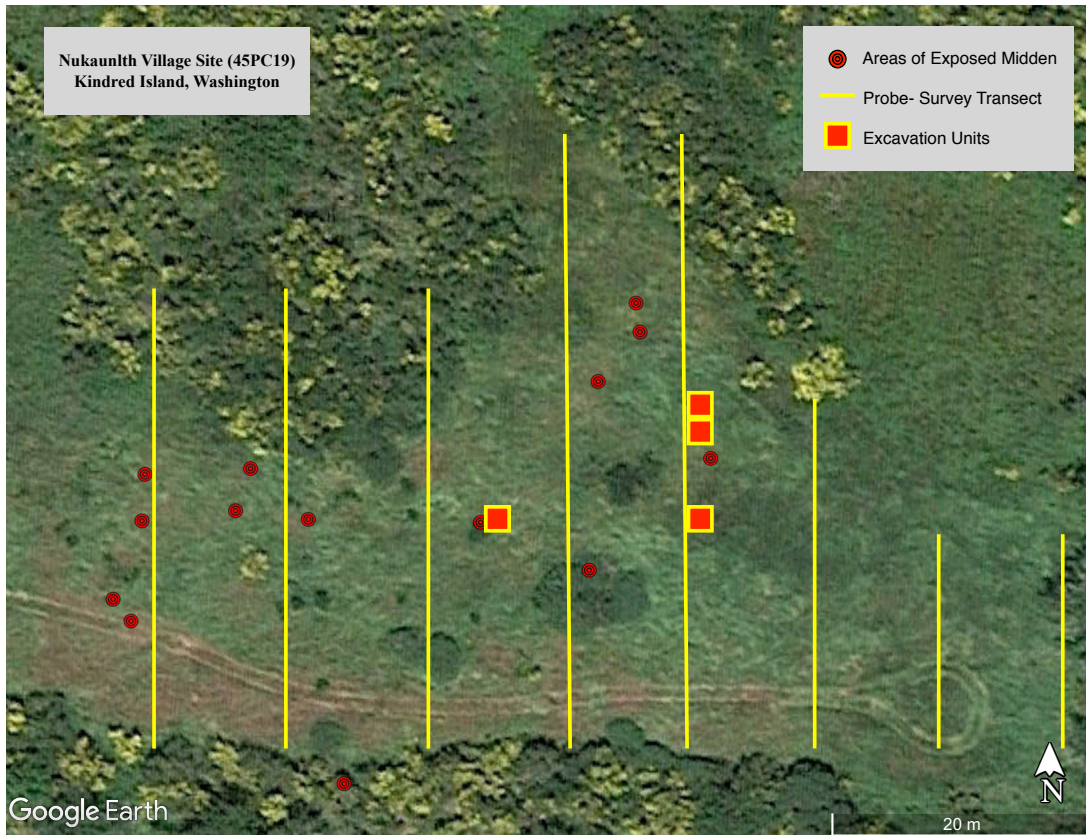 Nukaunlth Village Site (45PC19)
Kindred Island, Washington
Areas of Exposed Midden
Probe- Survey Transect
Excavation Units
Google Earth
N
20 m